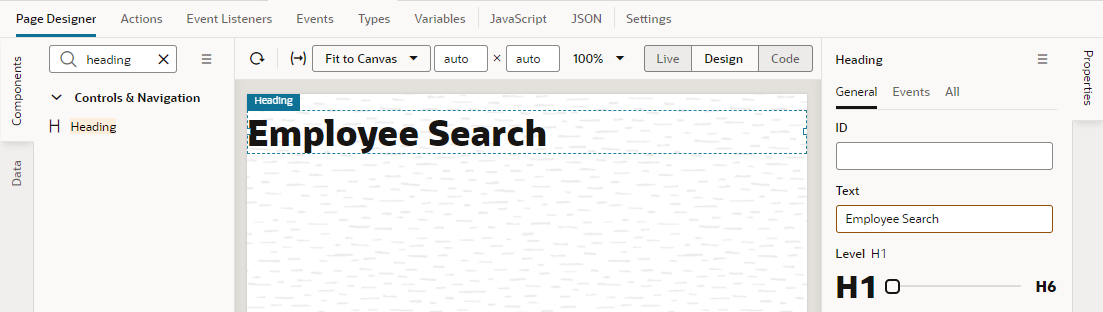 Page Designer Actions Event Listeners Events Types Variables JavaScript JSON Settings
Components
Data
heading
Controls & Navigation
H Heading
Fit to Canvas auto × auto 100% Live Design Code
Heading
Employee Search
Heading
General Events All
ID
Text
Employee Search
Level H1
H1 H6
Properties